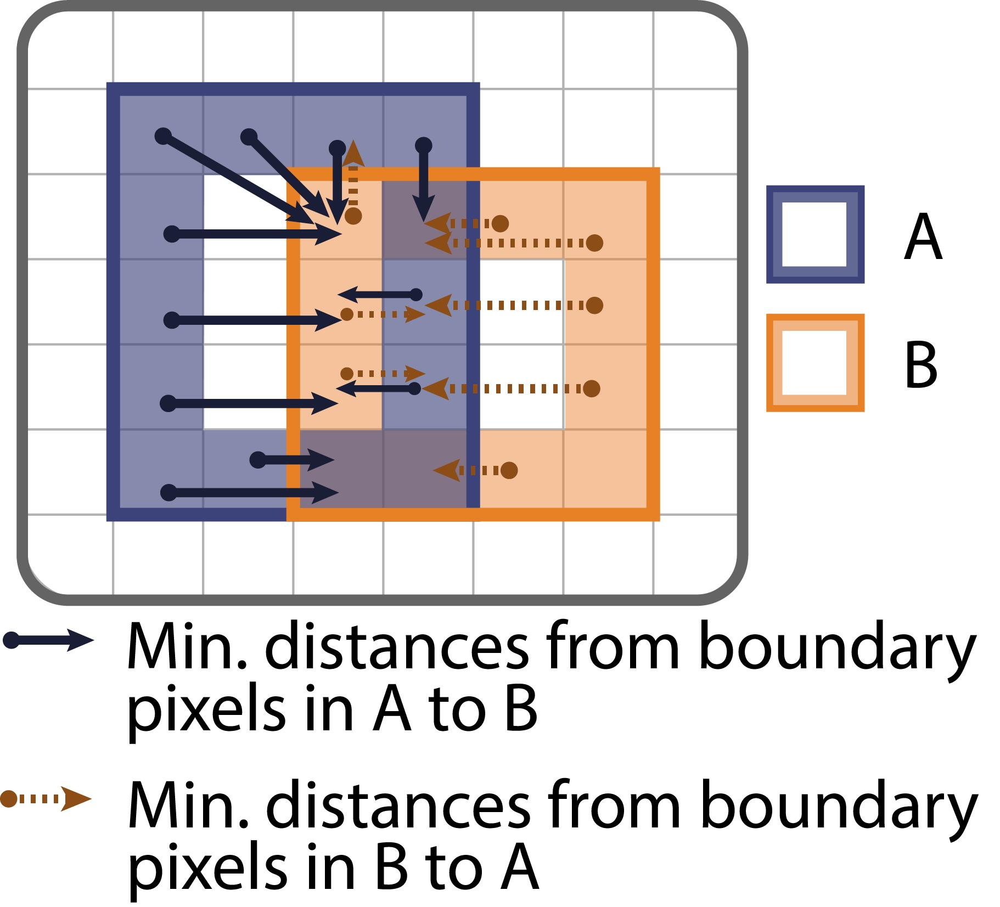 A
B
Min. distances from boundary
pixels in A to B
Min. distances from boundary
pixels in B to A